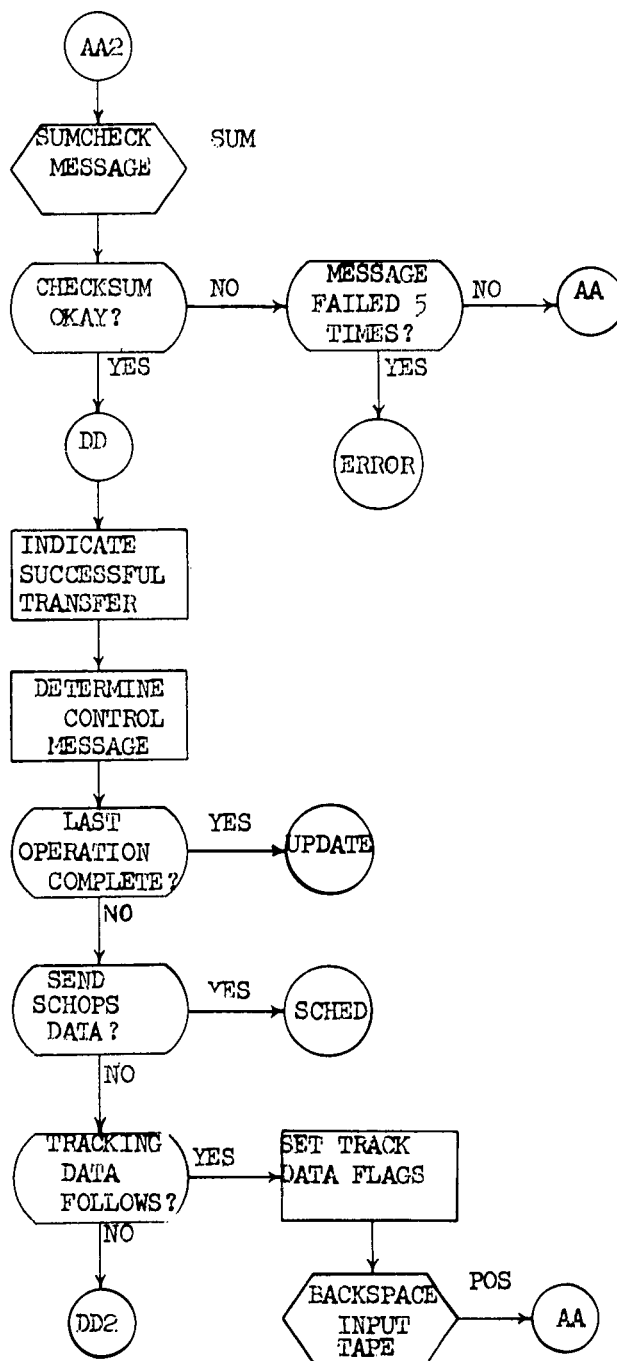 AA2
SUMCHECK SUM
MESSAGE
CHECKSUM
OKAY?
NO
MESSAGE
FAILED 5
TIMES?
NO
AA
YES
YES
DD
ERROR
INDICATE
SUCCESSFUL
TRANSFER
DETERMINE
CONTROL
MESSAGE
LAST
OPERATION
COMPLETE?
YES
UPDATE
NO
SEND
SCHOPS
DATA?
YES
SCHED
NO
TRACKING
DATA
FOLLOWS?
YES
SET TRACK
DATA FLAGS
NO
DD2
BACKSPACE
INPUT
TAPE
POS
AA